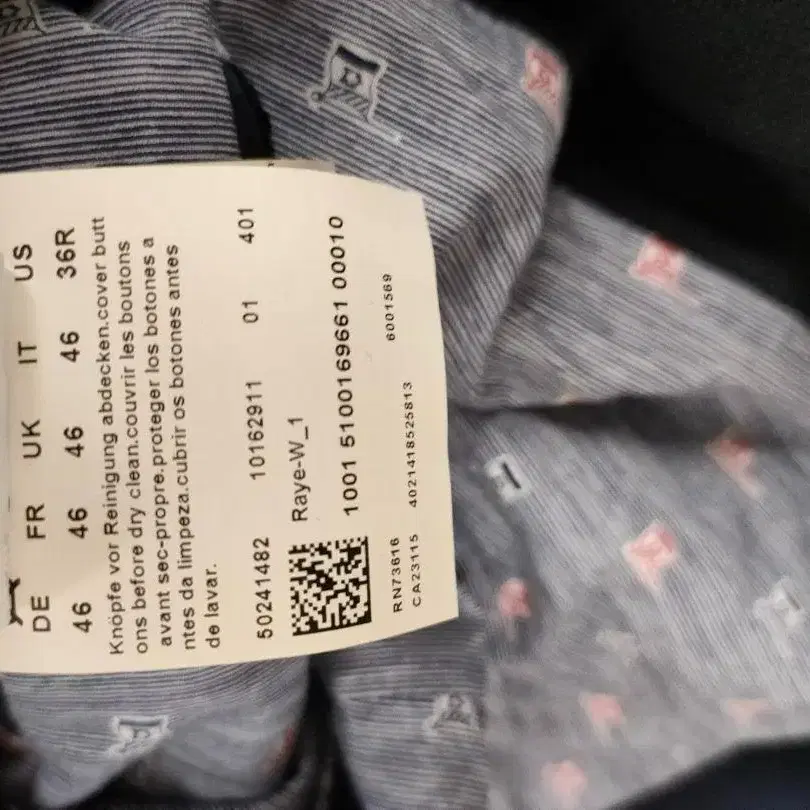 DE FR UK IT US
46 46 46 46 36R
Knöpfe vor Reinigung abdecken.cover butt
ons before dry clean.couvrir les boutons
avant sec-propre.proteger los botones a
ntes da limpeza.cubrir os botones antes
de lavar.
50241482 10162911 01 401
Raye-W_1
1001 5100169661 00010
RN73616 6001569
CA23115 4021418525813